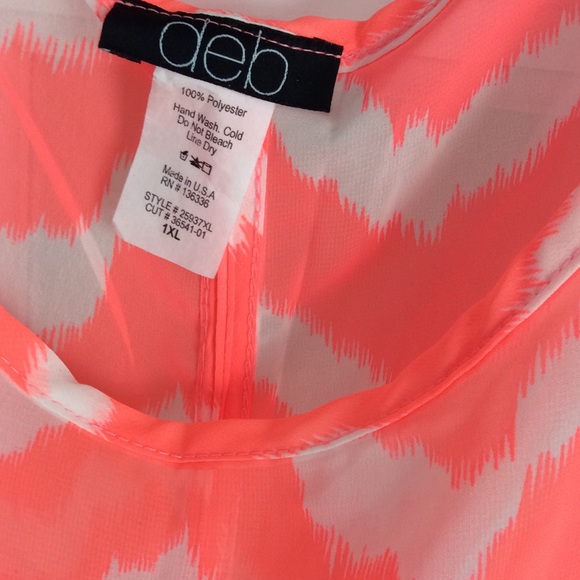 deb
100% Polyester
Hand Wash, Cold
Do Not Bleach
Line Dry
Made in U.S.A
RN # 136336
STYLE # 25937XL
CUT # 36541-01
1XL